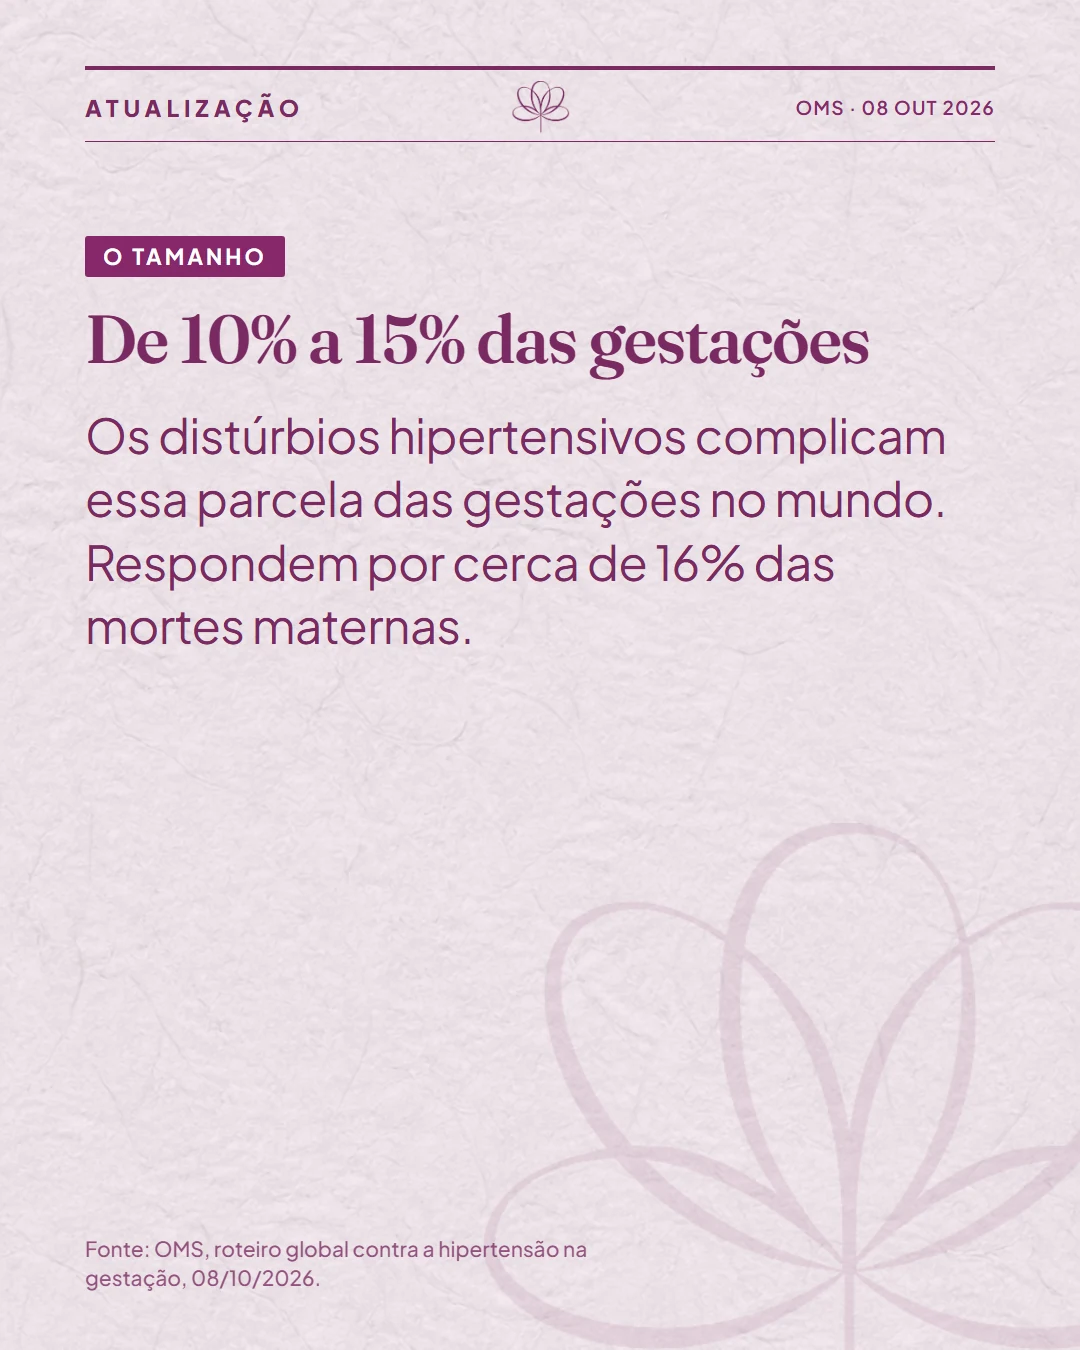 ATUALIZAÇÃO
OMS · 08 OUT 2026
O TAMANHO
De 10% a 15% das gestações
Os distúrbios hipertensivos complicam
essa parcela das gestações no mundo.
Respondem por cerca de 16% das
mortes maternas.
Fonte: OMS, roteiro global contra a hipertensão na
gestação, 08/10/2026.